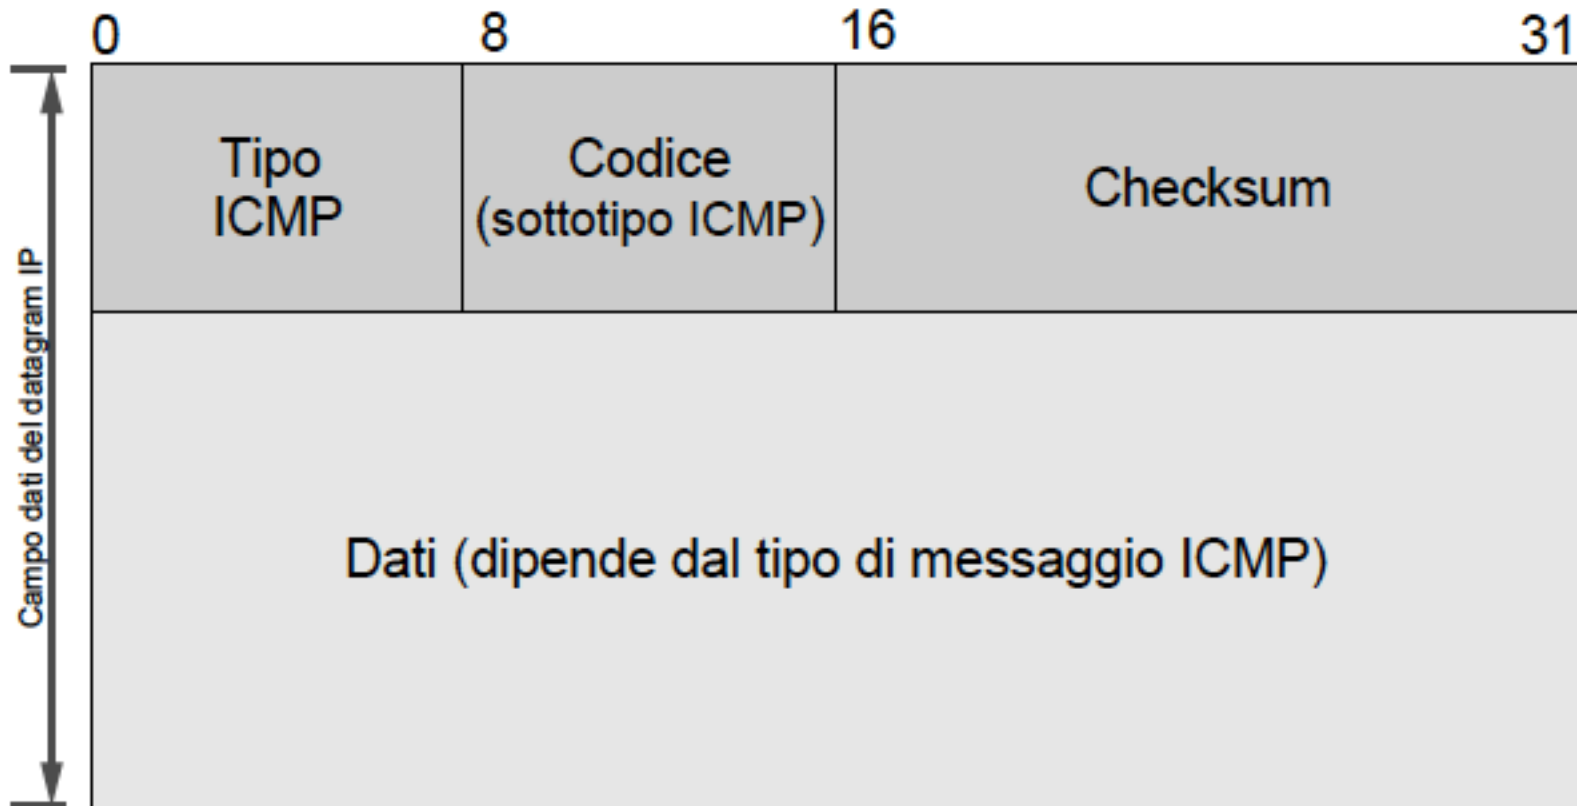 0 8 16 31
Tipo
ICMP
Codice
(sottotipo ICMP)
Checksum
Campo dati del datagram IP
Dati (dipende dal tipo di messaggio ICMP)